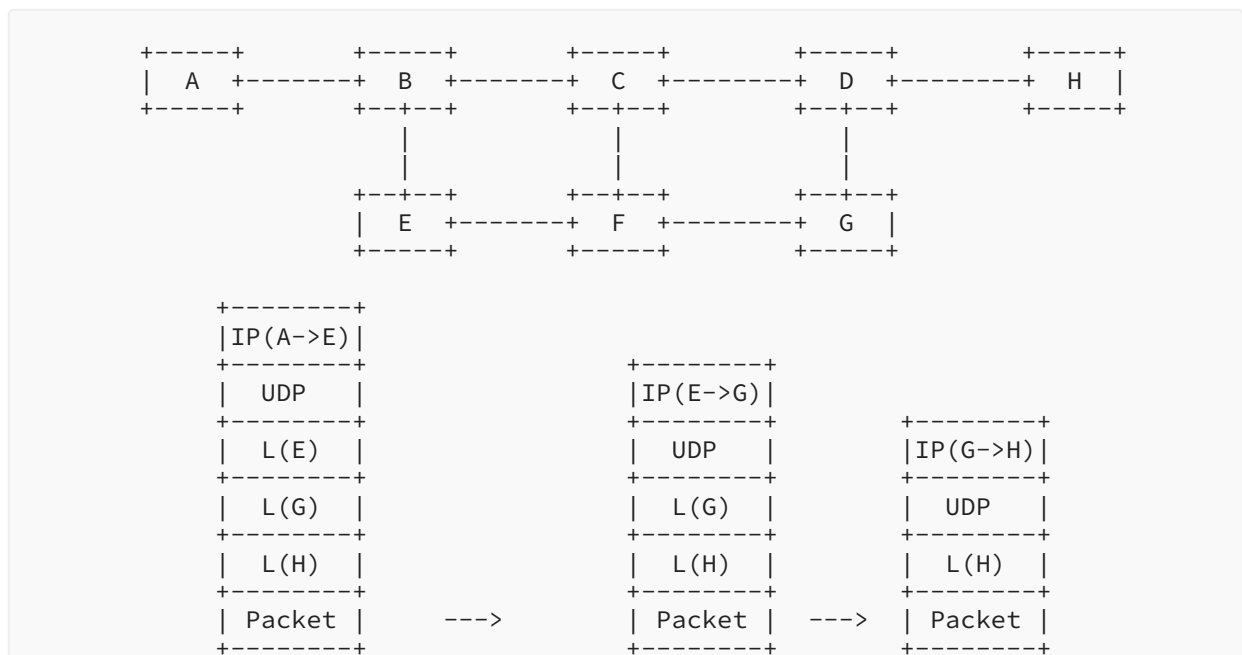 +-----+       +-----+       +-----+        +-----+        +-----+
|  A  +-------+  B  +-------+  C  +--------+  D  +--------+  H  |
+-----+       +--+--+       +--+--+        +--+--+        +-----+
                 |             |              |
                 |             |              |
              +--+--+       +--+--+        +--+--+
              |  E  +-------+  F  +--------+  G  |
              +-----+       +-----+        +-----+

     +--------+
     |IP(A->E)|
     +--------+                 +--------+
     |  UDP   |                 |IP(E->G)|
     +--------+                 +--------+        +--------+
     |  L(E)  |                 |  UDP   |        |IP(G->H)|
     +--------+                 +--------+        +--------+
     |  L(G)  |                 |  L(G)  |        |  UDP   |
     +--------+                 +--------+        +--------+
     |  L(H)  |                 |  L(H)  |        |  L(H)  |
     +--------+                 +--------+        +--------+
     | Packet |     --->        | Packet |  --->  | Packet |
     +--------+                 +--------+        +--------+